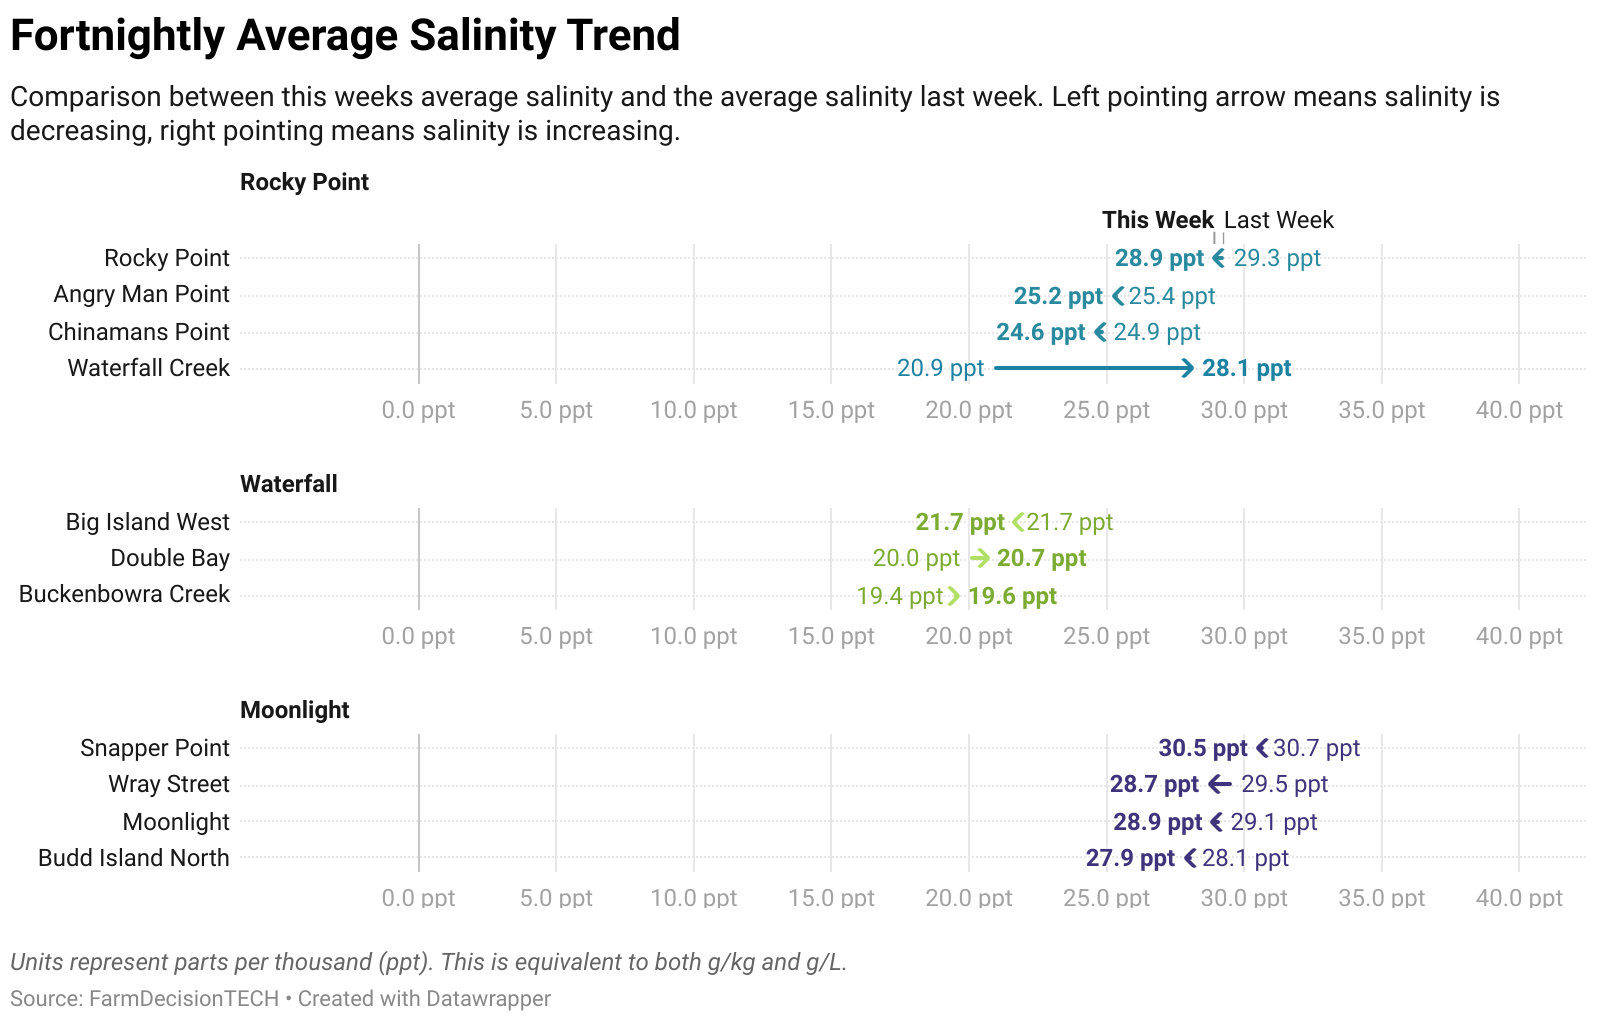 Fortnightly Average Salinity Trend
Comparison between this weeks average salinity and the average salinity last week. Left pointing arrow means salinity is
decreasing, right pointing means salinity is increasing.
Rocky Point
This Week Last Week
Rocky Point 28.9 ppt 29.3 ppt
Angry Man Point 25.2 ppt 25.4 ppt
Chinamans Point 24.6 ppt 24.9 ppt
Waterfall Creek 20.9 ppt 28.1 ppt
0.0 ppt 5.0 ppt 10.0 ppt 15.0 ppt 20.0 ppt 25.0 ppt 30.0 ppt 35.0 ppt 40.0 ppt
Waterfall
Big Island West 21.7 ppt 21.7 ppt
Double Bay 20.0 ppt 20.7 ppt
Buckenbowra Creek 19.4 ppt 19.6 ppt
0.0 ppt 5.0 ppt 10.0 ppt 15.0 ppt 20.0 ppt 25.0 ppt 30.0 ppt 35.0 ppt 40.0 ppt
Moonlight
Snapper Point 30.5 ppt 30.7 ppt
Wray Street 28.7 ppt 29.5 ppt
Moonlight 28.9 ppt 29.1 ppt
Budd Island North 27.9 ppt 28.1 ppt
0.0 ppt 5.0 ppt 10.0 ppt 15.0 ppt 20.0 ppt 25.0 ppt 30.0 ppt 35.0 ppt 40.0 ppt
Units represent parts per thousand (ppt). This is equivalent to both g/kg and g/L.
Source: FarmDecisionTECH • Created with Datawrapper